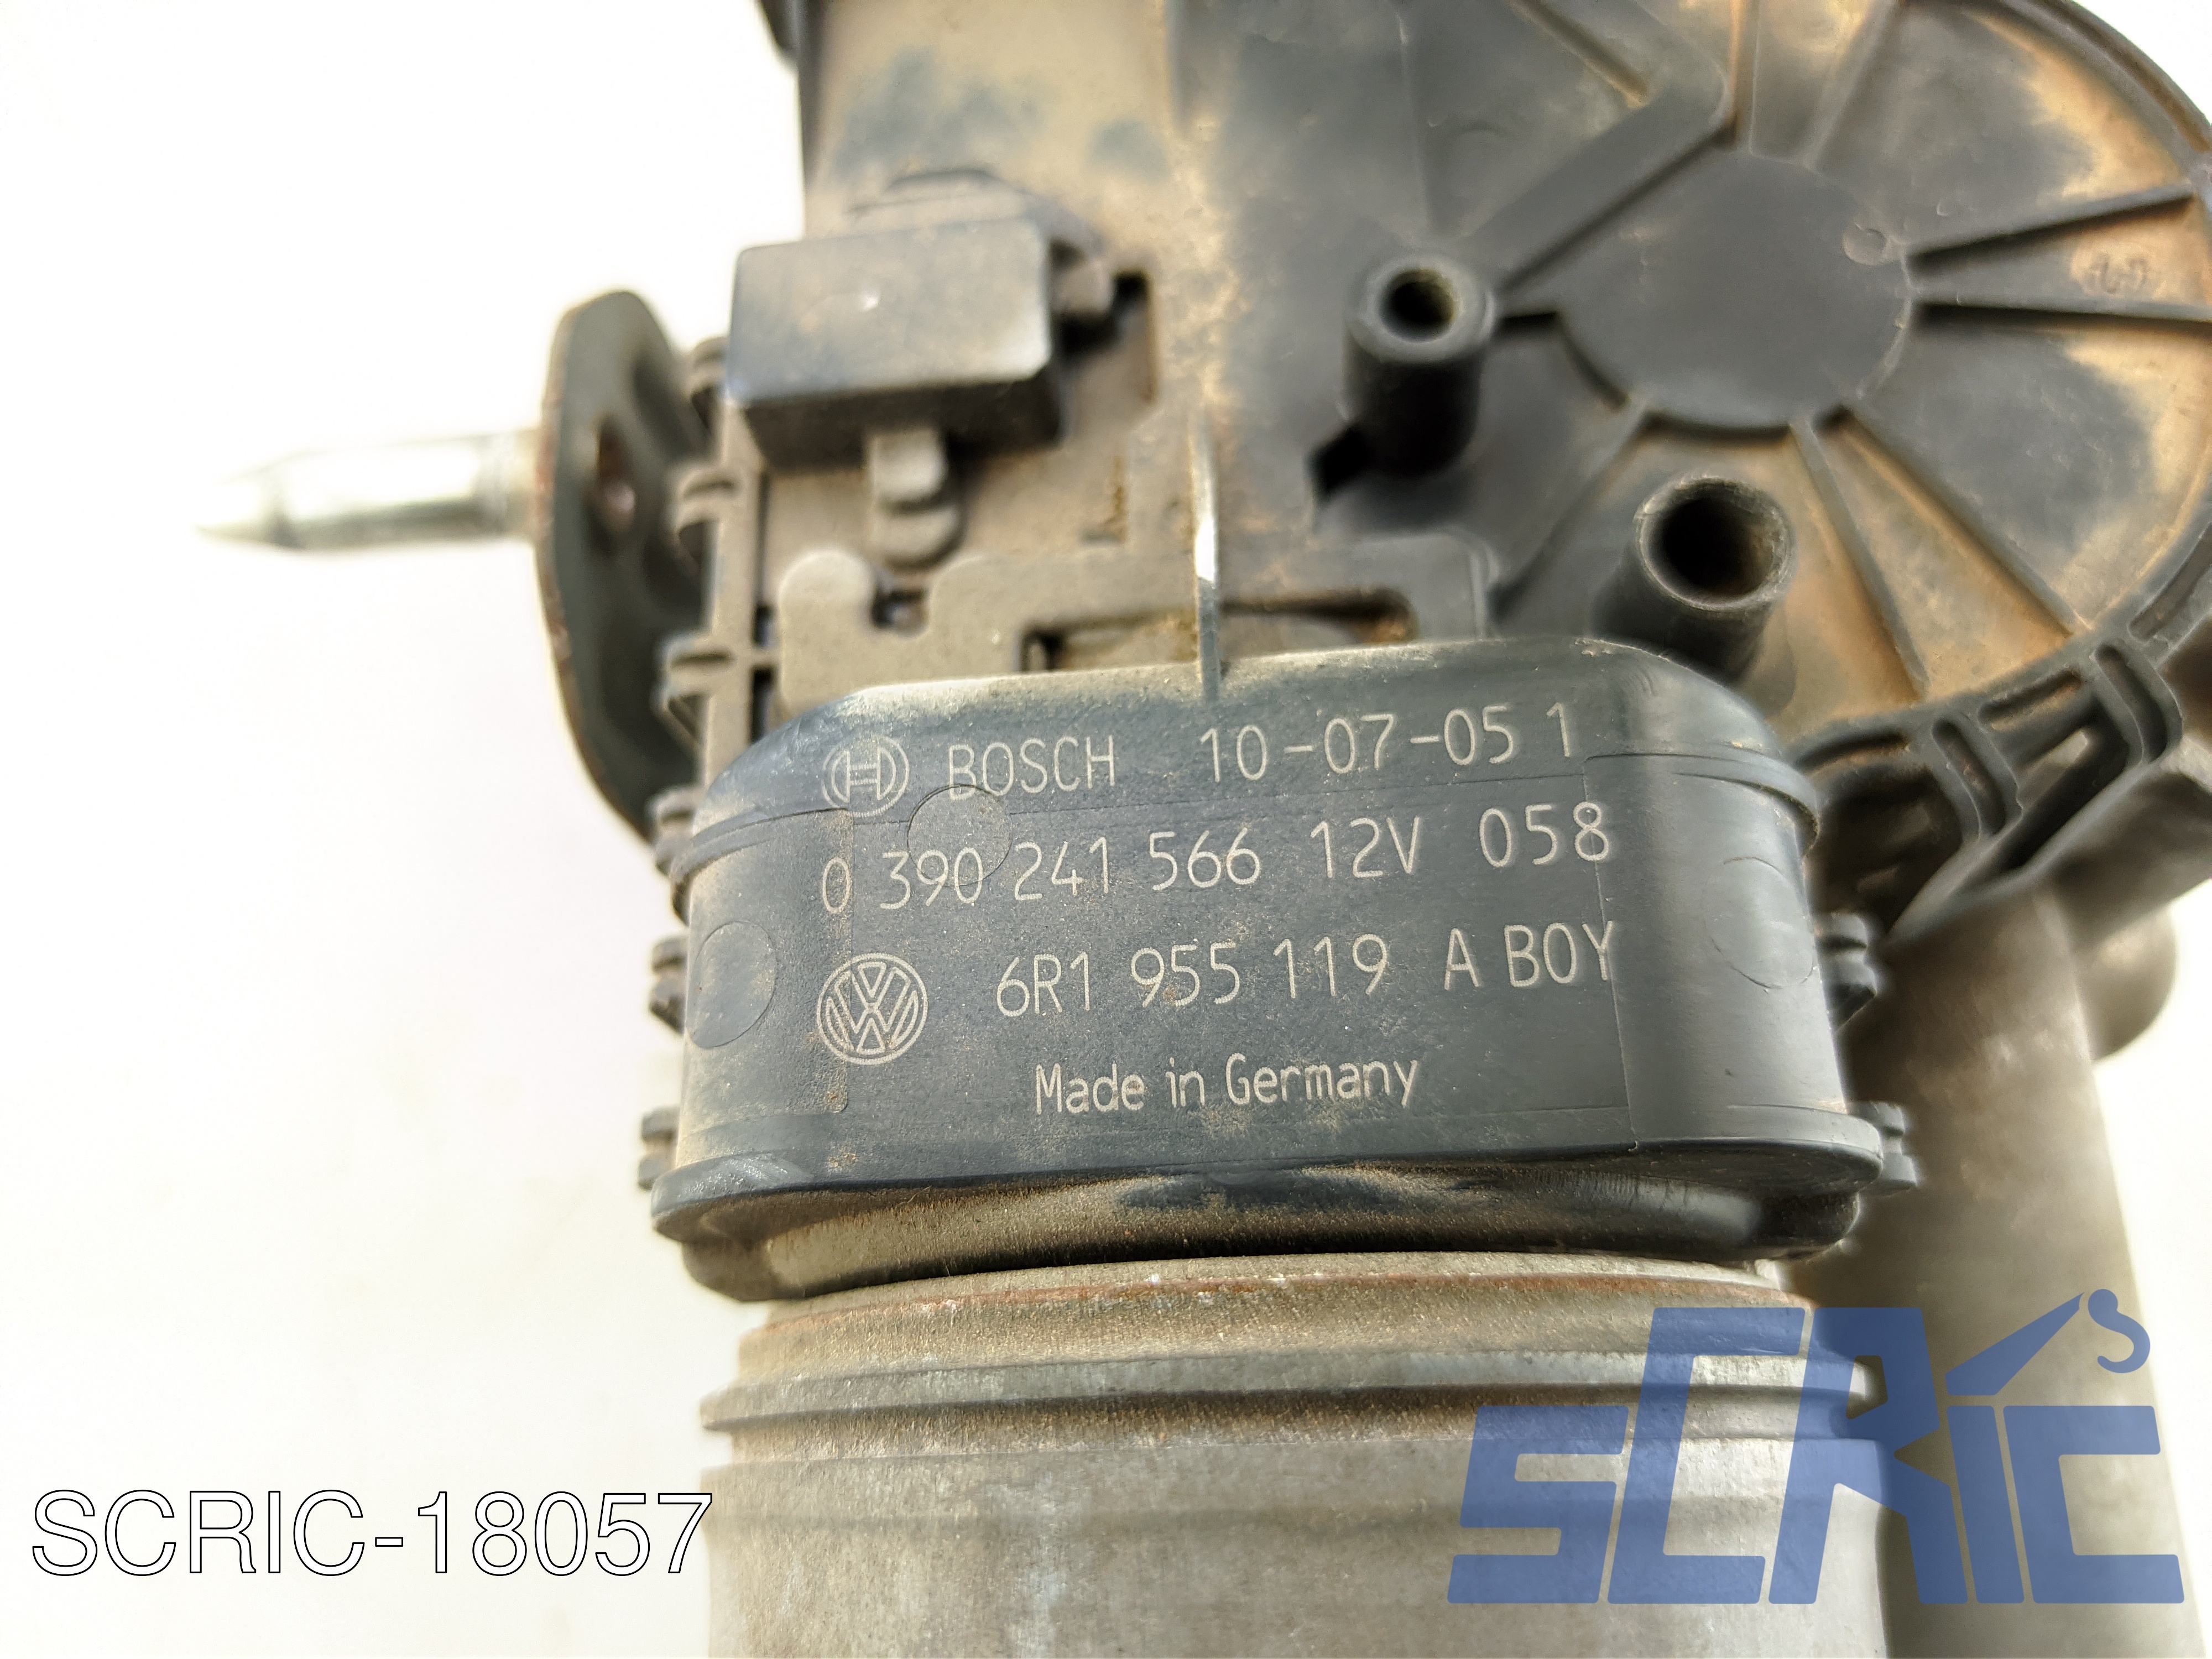 BOSCH 10-07-05 1
0 390 241 566 12V 058
6R1 955 119 A BOY
Made in Germany
SCRIC-18057
SCRIC'S